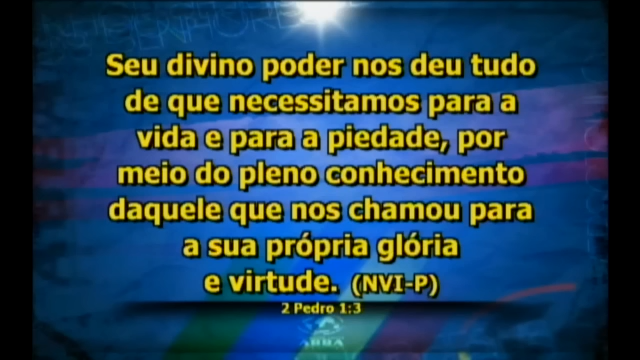 Seu divino poder nos deu tudo
de que necessitamos para a
vida e para a piedade, por
meio do pleno conhecimento
daquele que nos chamou para
a sua própria glória
e virtude. (NVI-P)
2 Pedro 1:3